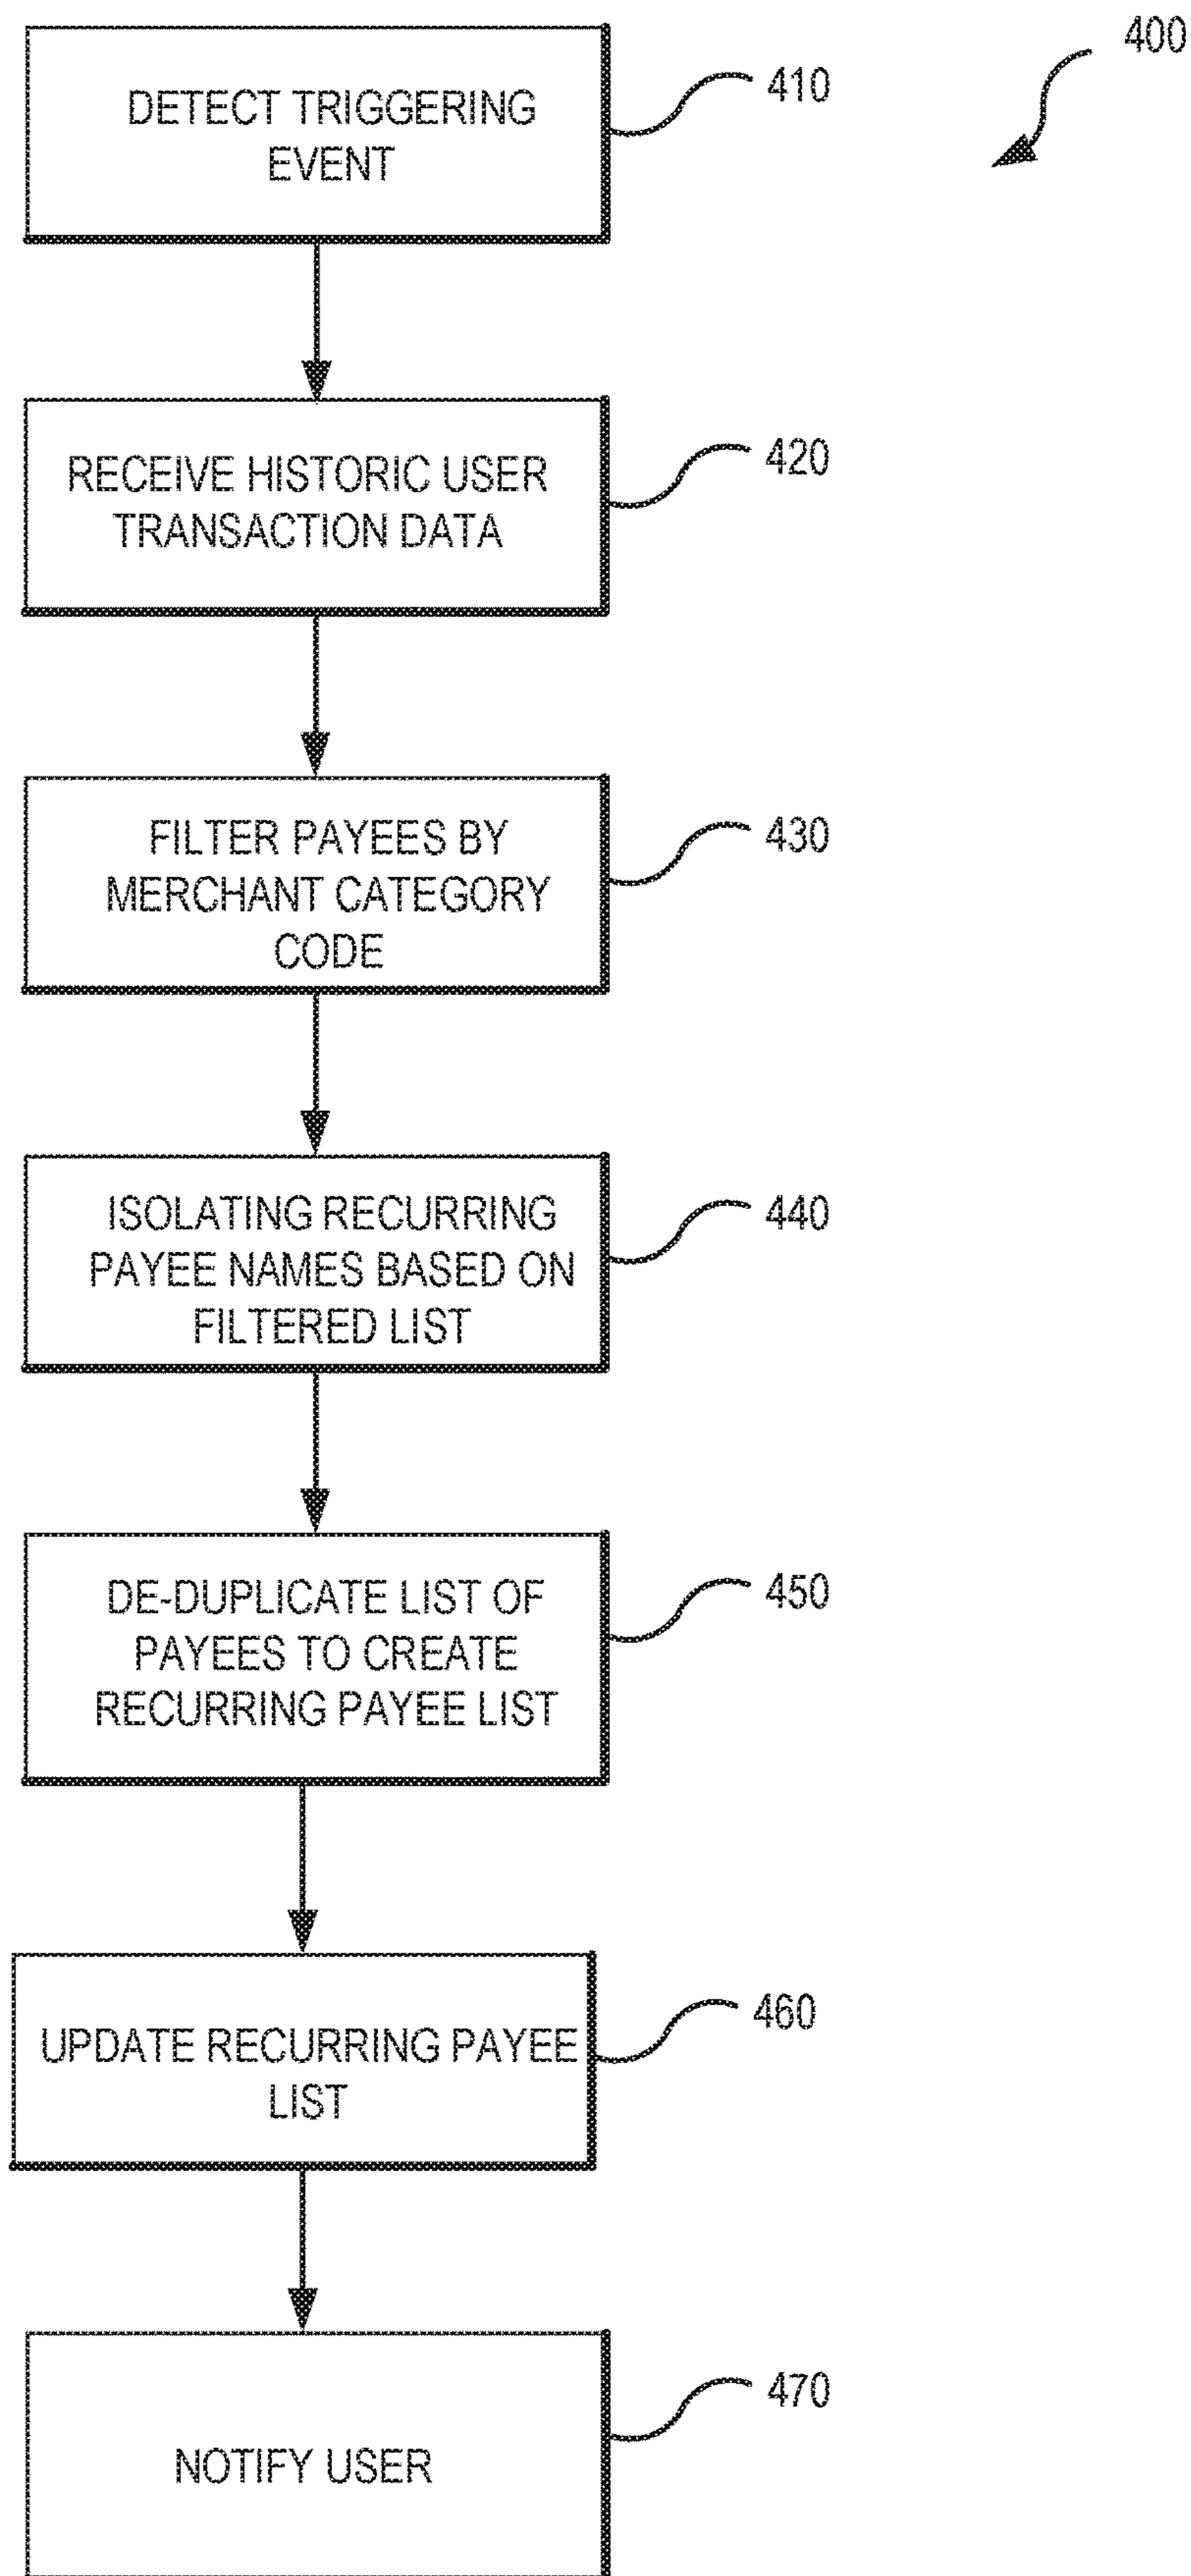 400
DETECT TRIGGERING
EVENT
410
RECEIVE HISTORIC USER
TRANSACTION DATA
420
FILTER PAYEES BY
MERCHANT CATEGORY
CODE
430
ISOLATING RECURRING
PAYEE NAMES BASED ON
FILTERED LIST
440
DE-DUPLICATE LIST OF
PAYEES TO CREATE
RECURRING PAYEE LIST
450
UPDATE RECURRING PAYEE
LIST
460
NOTIFY USER
470